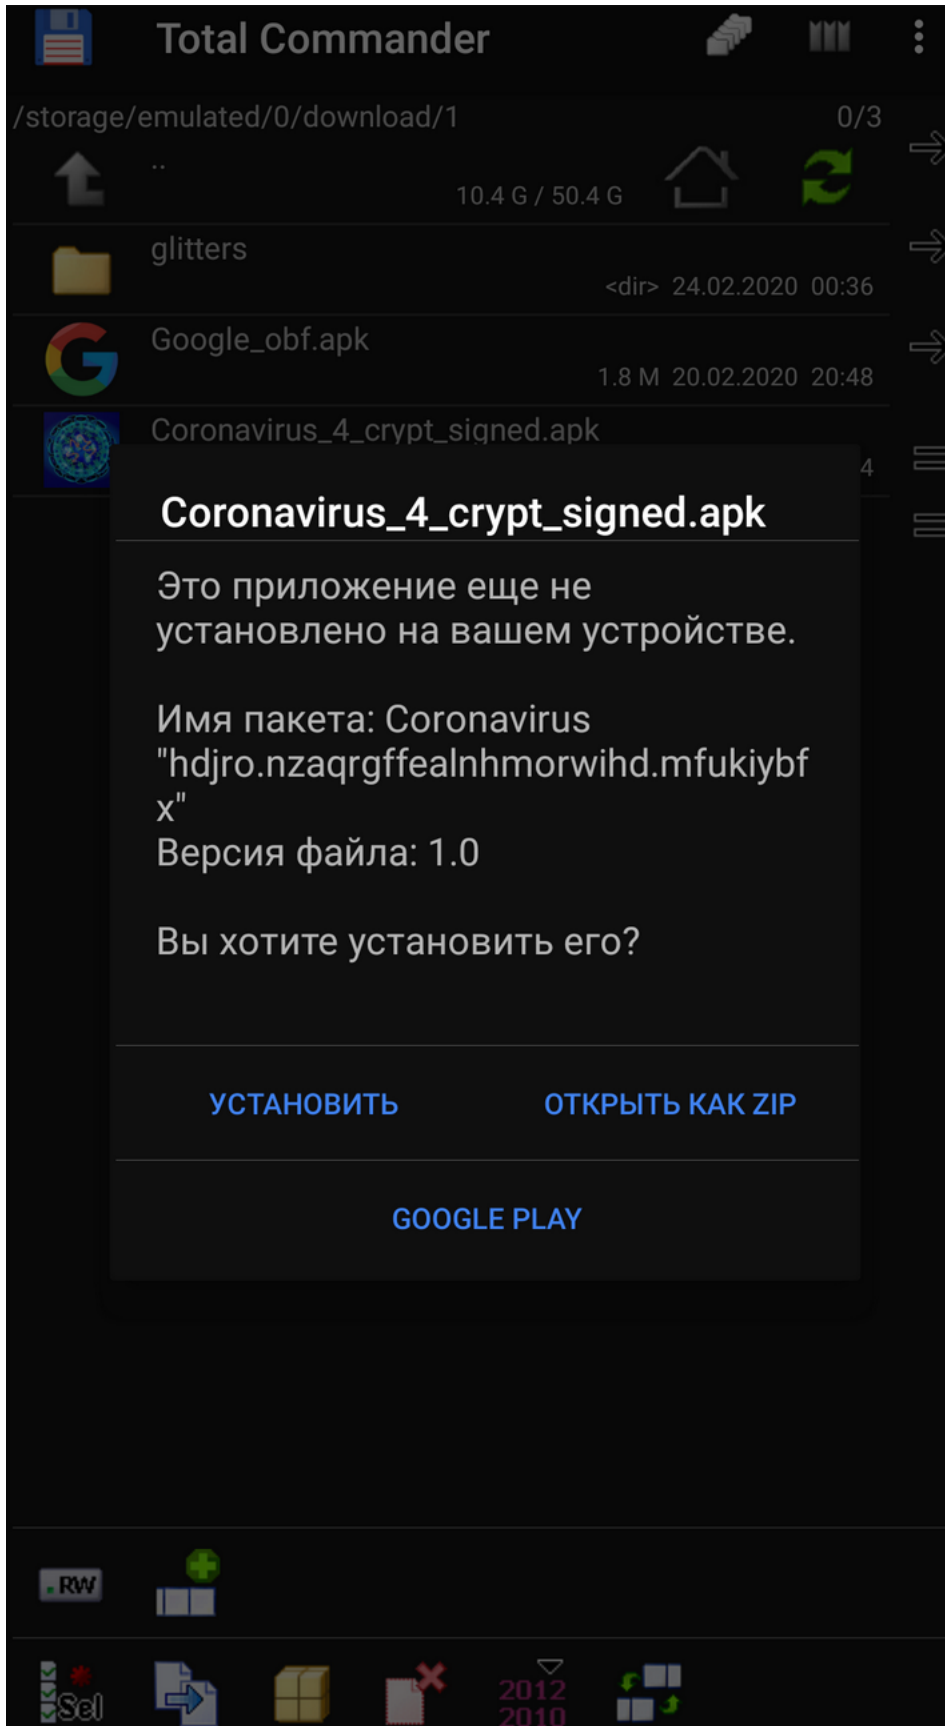 Total Commander
/storage/emulated/0/download/1 0/3
..
10.4 G / 50.4 G
glitters
<dir> 24.02.2020 00:36
Google_obf.apk
1.8 M 20.02.2020 20:48
Coronavirus_4_crypt_signed.apk
4
Coronavirus_4_crypt_signed.apk
Это приложение еще не
установлено на вашем устройстве.
Имя пакета: Coronavirus
"hdjro.nzaqrgffealnhmorwihd.mfukiybf
x"
Версия файла: 1.0
Вы хотите установить его?
УСТАНОВИТЬ ОТКРЫТЬ КАК ZIP
GOOGLE PLAY
.RW
Sel
2012
2010